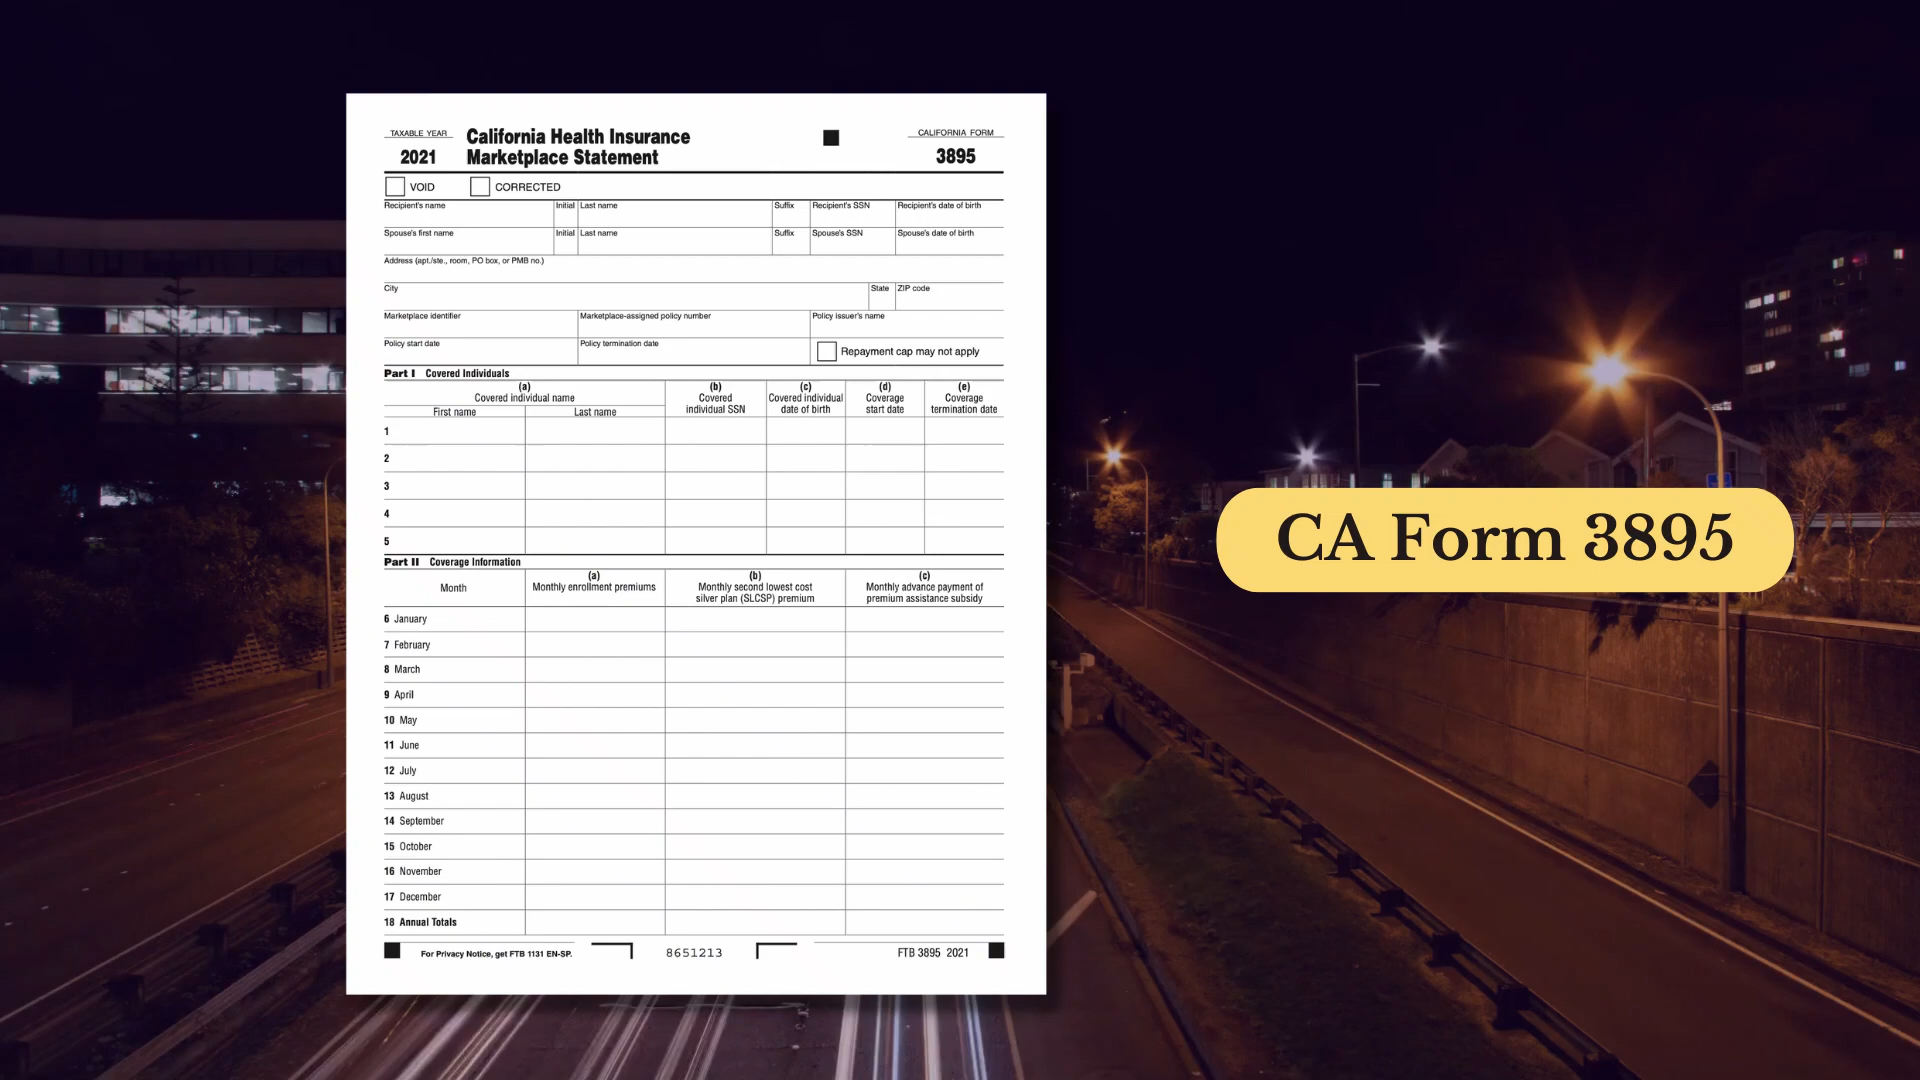 TAXABLE YEAR
2021
California Health Insurance
Marketplace Statement
CALIFORNIA FORM
3895
VOID CORRECTED
Recipient's name Initial Last name Suffix Recipient's SSN Recipient's date of birth
Spouse's first name Initial Last name Suffix Spouse's SSN Spouse's date of birth
Address (apt./ste., room, PO box, or PMB no.)
City State ZIP code
Marketplace identifier Marketplace-assigned policy number Policy issuer's name
Policy start date Policy termination date Repayment cap may not apply
Part I Covered Individuals
(a)
Covered individual name
First name Last name
(b)
Covered
individual SSN
(c)
Covered individual
date of birth
(d)
Coverage
start date
(e)
Coverage
termination date
1
2
3
4
5
Part II Coverage Information
Month
(a)
Monthly enrollment premiums
(b)
Monthly second lowest cost
silver plan (SLCSP) premium
(c)
Monthly advance payment of
premium assistance subsidy
6 January
7 February
8 March
9 April
10 May
11 June
12 July
13 August
14 September
15 October
16 November
17 December
18 Annual Totals
For Privacy Notice, get FTB 1131 EN-SP. 8651213 FTB 3895 2021
CA Form 3895